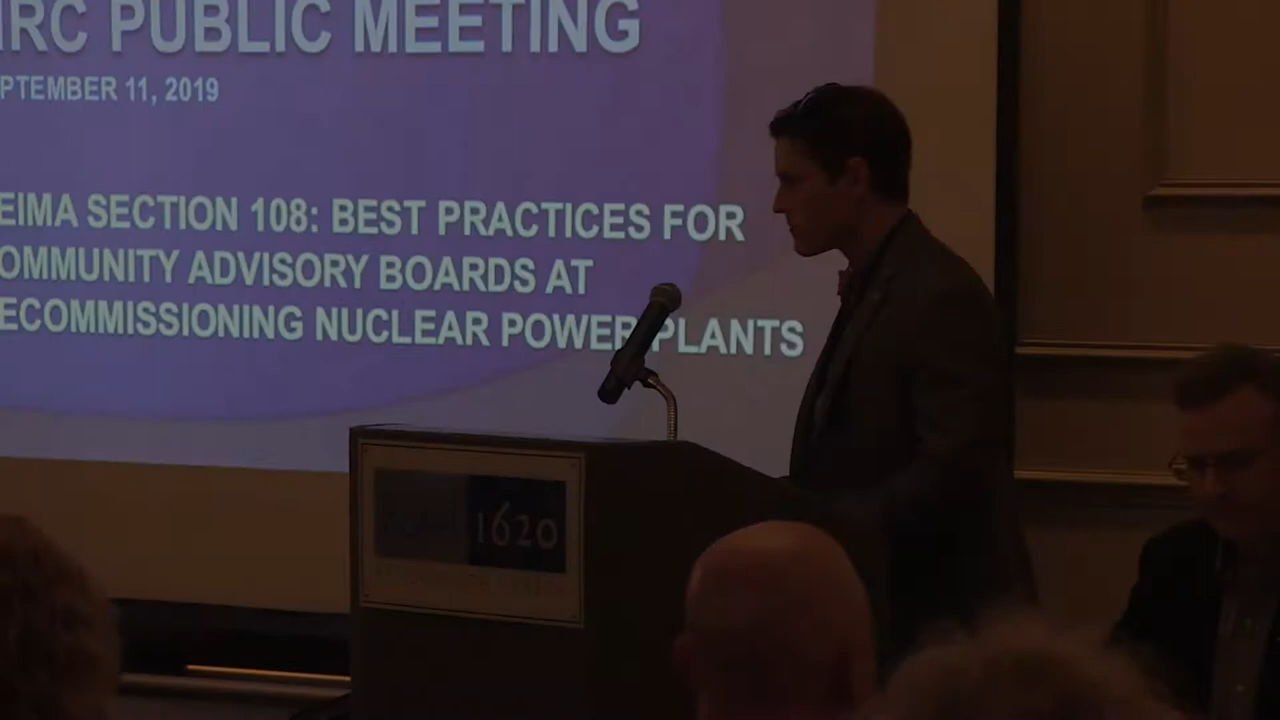 IRC PUBLIC MEETING
PTEMBER 11, 2019
EIMA SECTION 108: BEST PRACTICES FOR
OMMUNITY ADVISORY BOARDS AT
ECOMMISSIONING NUCLEAR POWER PLANTS
1620